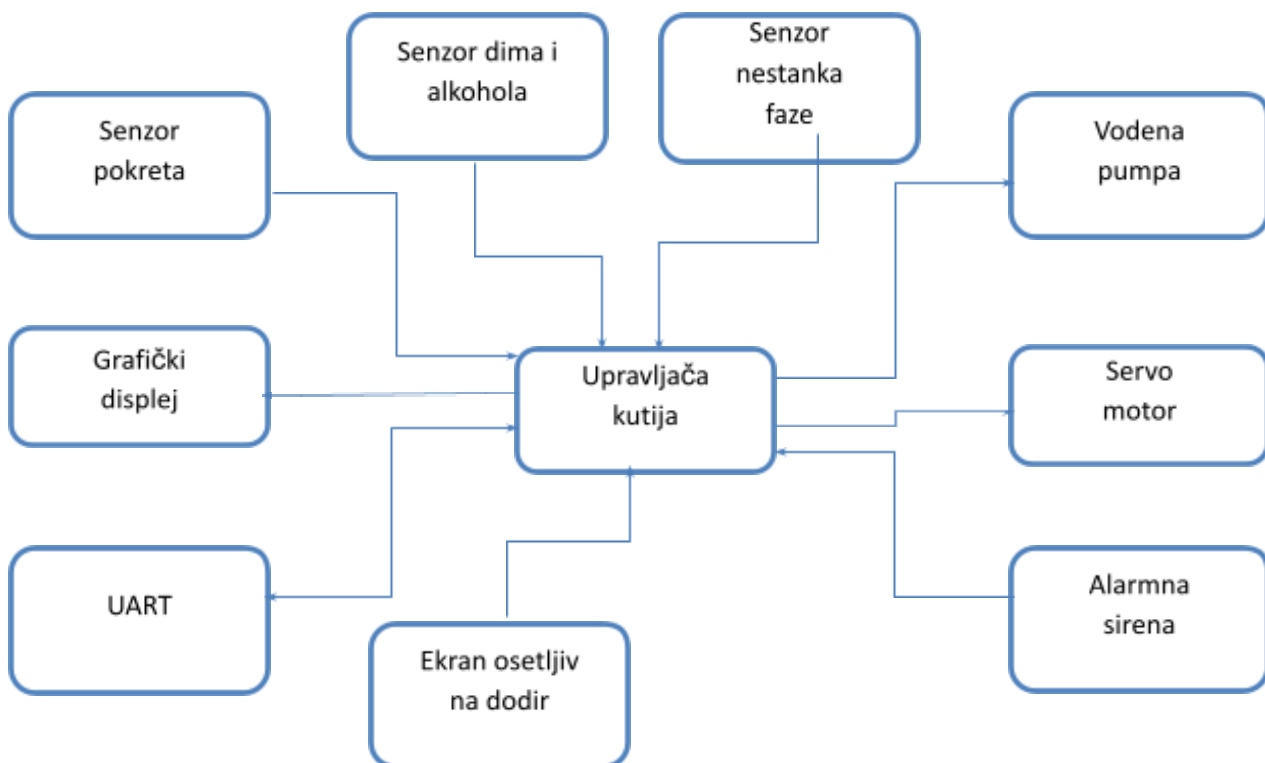 Senzor dima i
alkohola
Senzor
nestanka
faze
Senzor
pokreta
Vodena
pumpa
Grafički
displej
Upravljača
kutija
Servo
motor
UART
Ekran osetljiv
na dodir
Alarmna
sirena